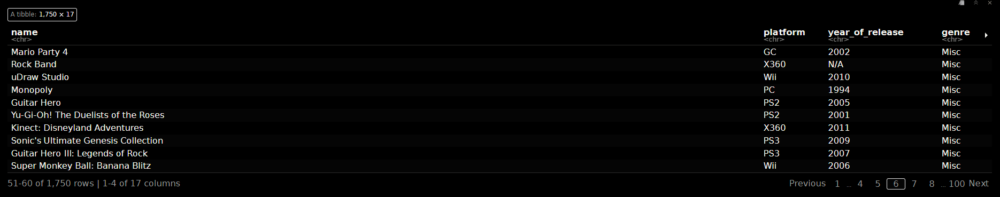 A tibble: 1,750 × 17
name platform year_of_release genre
<chr> <chr> <chr> <chr>
Mario Party 4 GC 2002 Misc
Rock Band X360 N/A Misc
uDraw Studio Wii 2010 Misc
Monopoly PC 1994 Misc
Guitar Hero PS2 2005 Misc
Yu-Gi-Oh! The Duelists of the Roses PS2 2001 Misc
Kinect: Disneyland Adventures X360 2011 Misc
Sonic's Ultimate Genesis Collection PS3 2009 Misc
Guitar Hero III: Legends of Rock PS3 2007 Misc
Super Monkey Ball: Banana Blitz Wii 2006 Misc
51-60 of 1,750 rows | 1-4 of 17 columns Previous 1 ... 4 5 6 7 8 ... 100 Next